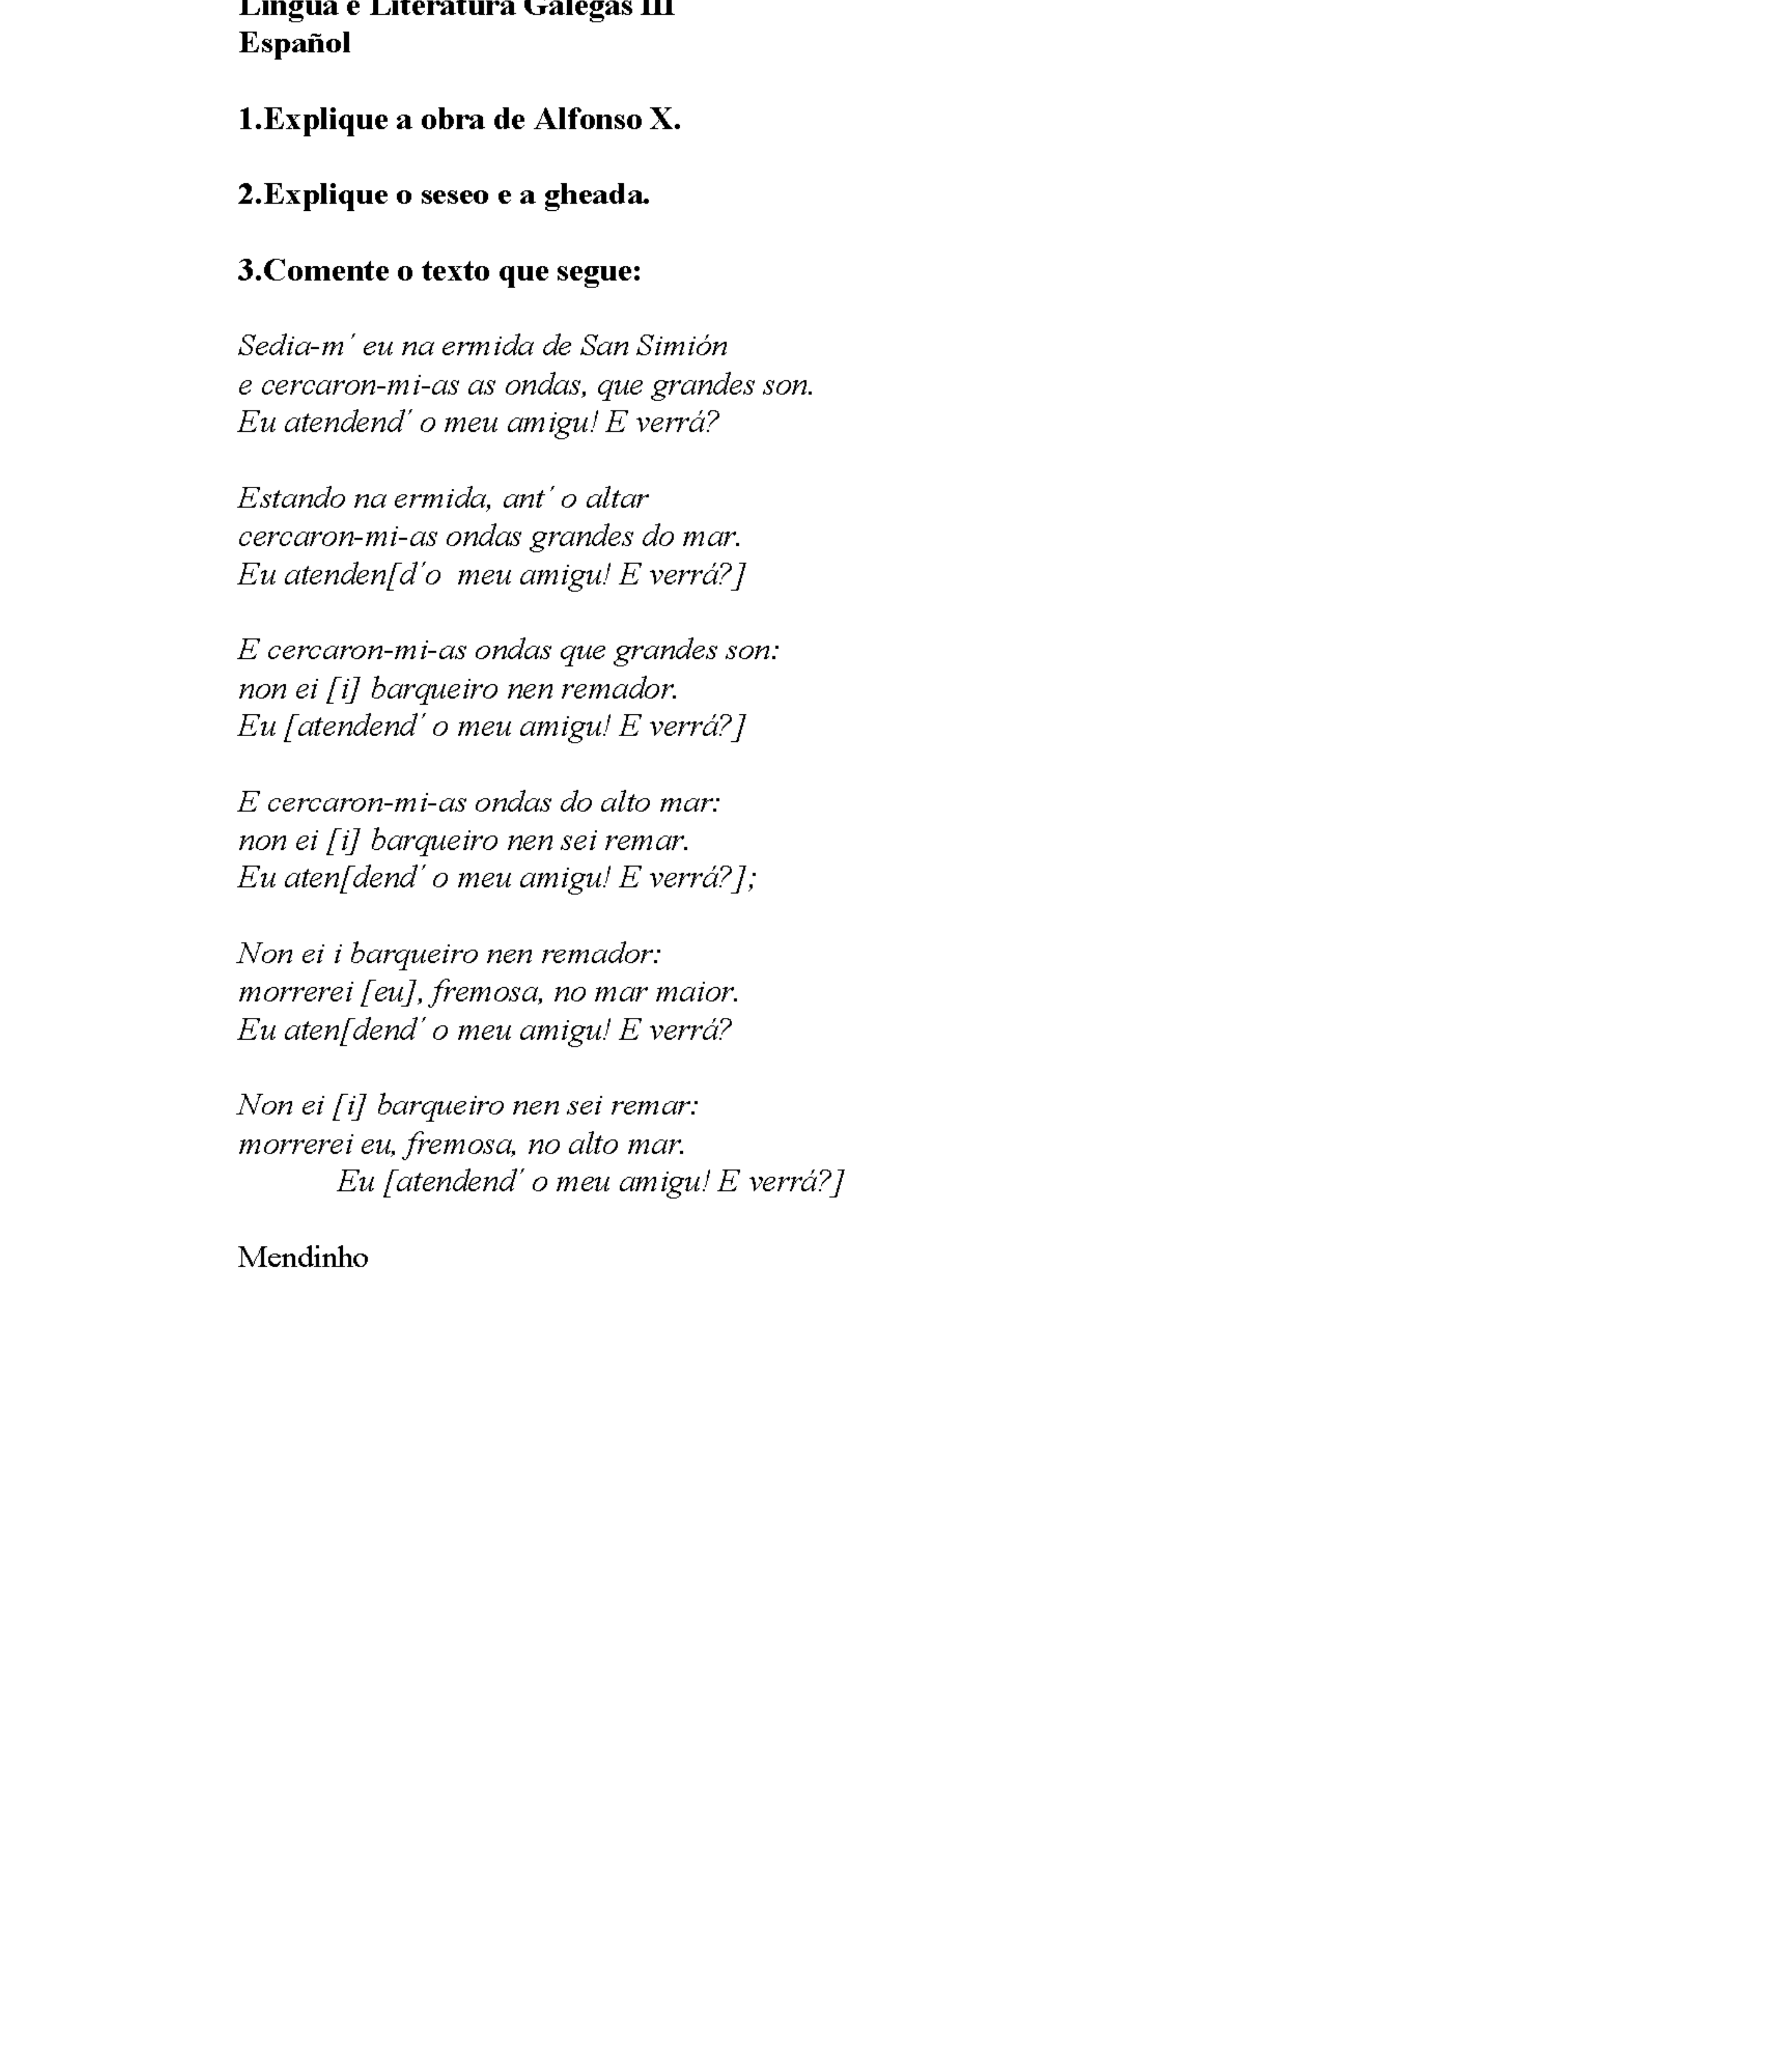 Lingua e Literatura Galegas III
Español
1.Explique a obra de Alfonso X.
2.Explique o seseo e a gheada.
3.Comente o texto que segue:
Sedia-m´ eu na ermida de San Simión
e cercaron-mi-as as ondas, que grandes son.
Eu atendend´ o meu amigu! E verrá?
Estando na ermida, ant´ o altar
cercaron-mi-as ondas grandes do mar.
Eu atenden[d´o  meu amigu! E verrá?]
E cercaron-mi-as ondas que grandes son:
non ei [i] barqueiro nen remador.
Eu [atendend´ o meu amigu! E verrá?]
E cercaron-mi-as ondas do alto mar:
non ei [i] barqueiro nen sei remar.
Eu aten[dend´ o meu amigu! E verrá?];
Non ei i barqueiro nen remador:
morrerei [eu], fremosa, no mar maior.
Eu aten[dend´ o meu amigu! E verrá?
Non ei [i] barqueiro nen sei remar:
morrerei eu, fremosa, no alto mar.
Eu [atendend´ o meu amigu! E verrá?]
Mendinho